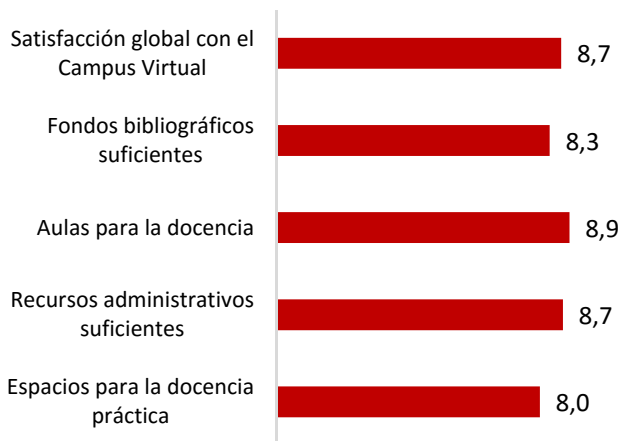 Satisfacción global con el
Campus Virtual
8,7
Fondos bibliográficos
suficientes
8,3
Aulas para la docencia
8,9
Recursos administrativos
suficientes
8,7
Espacios para la docencia
práctica
8,0